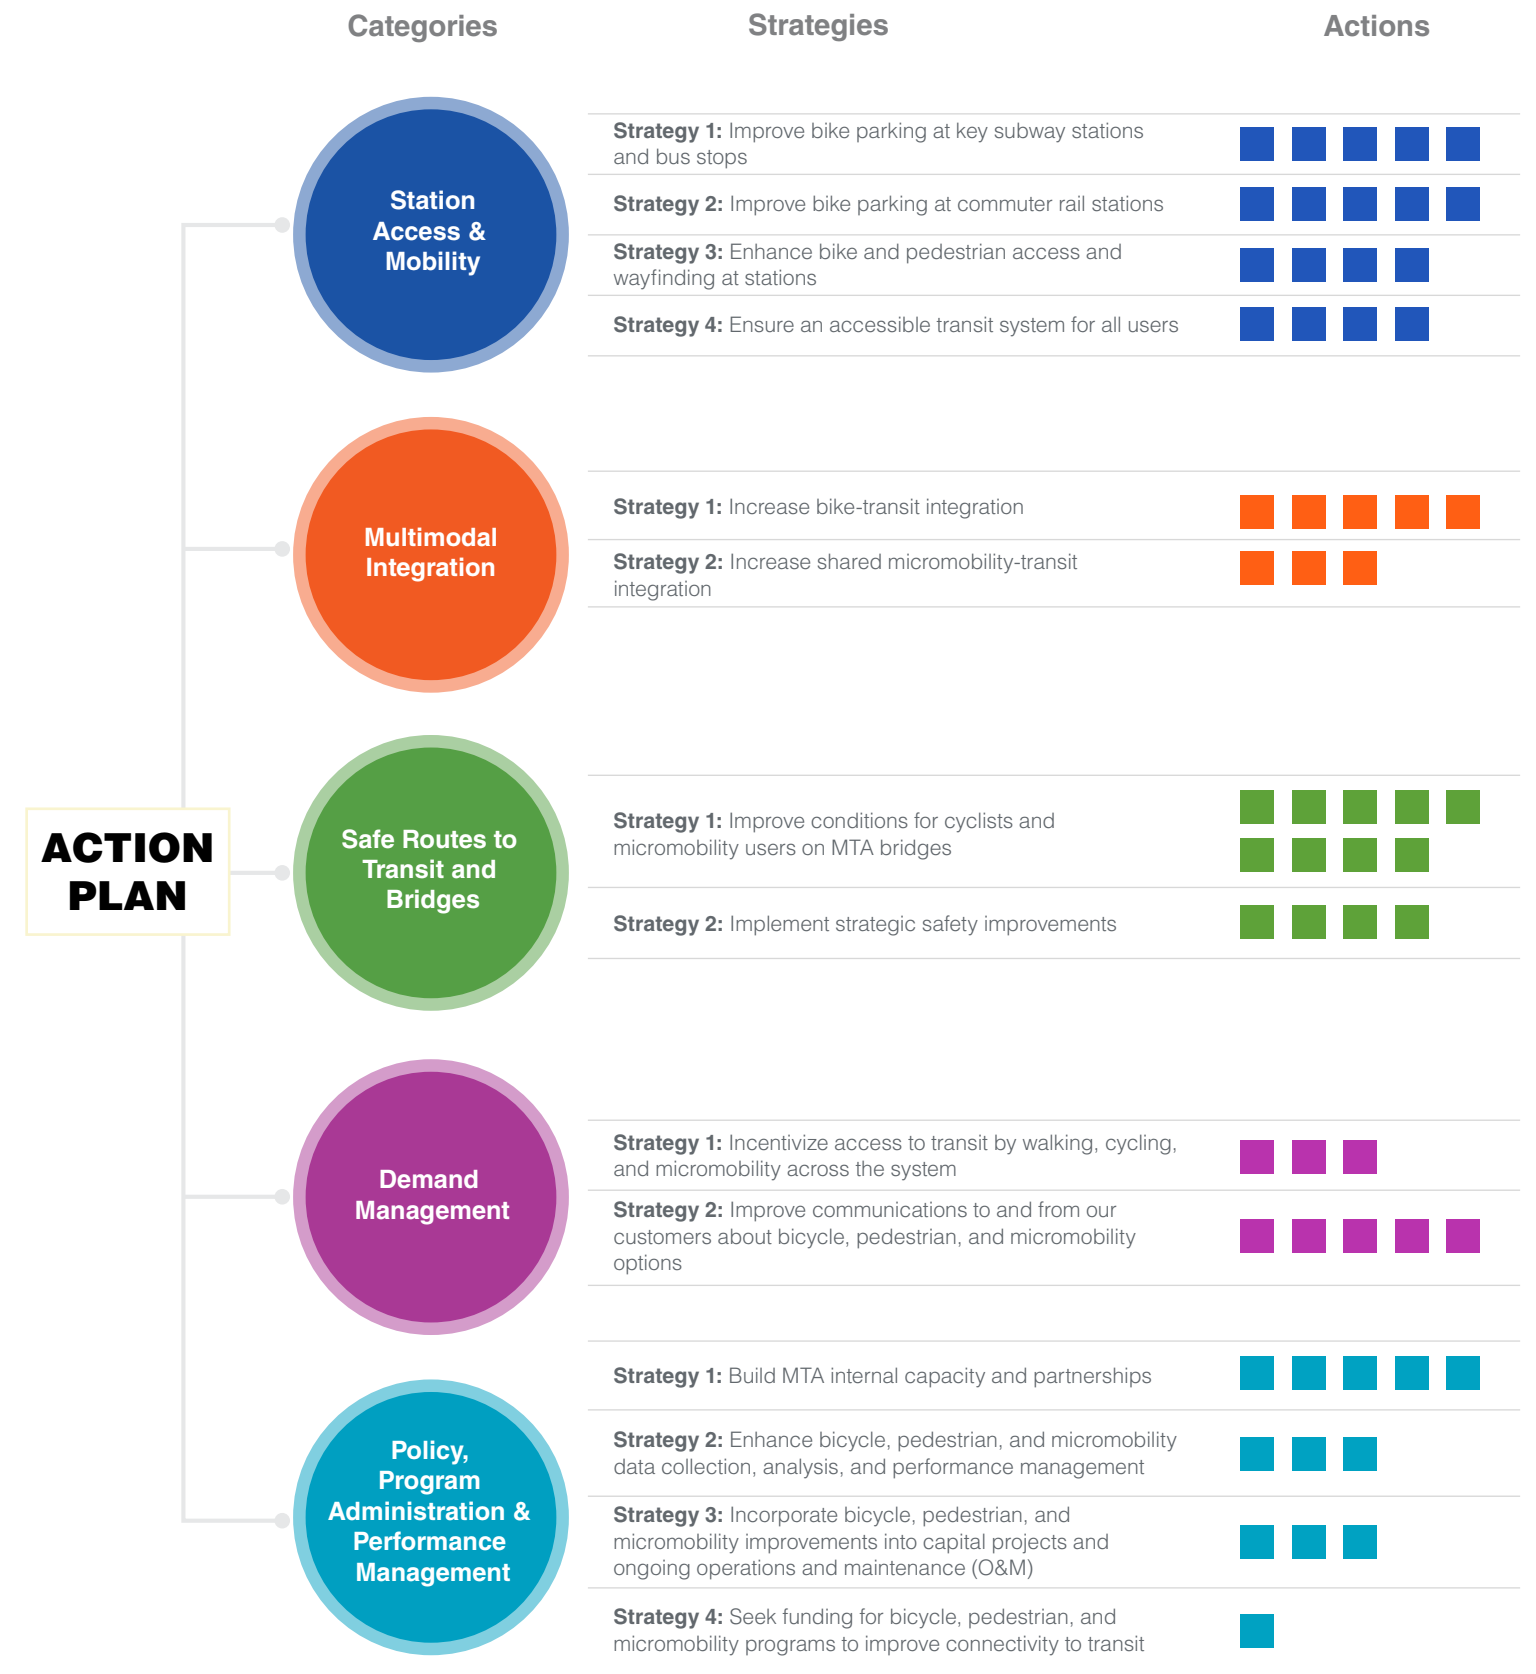 Categories
Strategies
Actions
ACTION
PLAN
Station
Access &
Mobility
Strategy 1: Improve bike parking at key subway stations
and bus stops
Strategy 2: Improve bike parking at commuter rail stations
Strategy 3: Enhance bike and pedestrian access and
wayfinding at stations
Strategy 4: Ensure an accessible transit system for all users
Multimodal
Integration
Strategy 1: Increase bike-transit integration
Strategy 2: Increase shared micromobility-transit
integration
Safe Routes to
Transit and
Bridges
Strategy 1: Improve conditions for cyclists and
micromobility users on MTA bridges
Strategy 2: Implement strategic safety improvements
Demand
Management
Strategy 1: Incentivize access to transit by walking, cycling,
and micromobility across the system
Strategy 2: Improve communications to and from our
customers about bicycle, pedestrian, and micromobility
options
Policy,
Program
Administration &
Performance
Management
Strategy 1: Build MTA internal capacity and partnerships
Strategy 2: Enhance bicycle, pedestrian, and micromobility
data collection, analysis, and performance management
Strategy 3: Incorporate bicycle, pedestrian, and
micromobility improvements into capital projects and
ongoing operations and maintenance (O&M)
Strategy 4: Seek funding for bicycle, pedestrian, and
micromobility programs to improve connectivity to transit